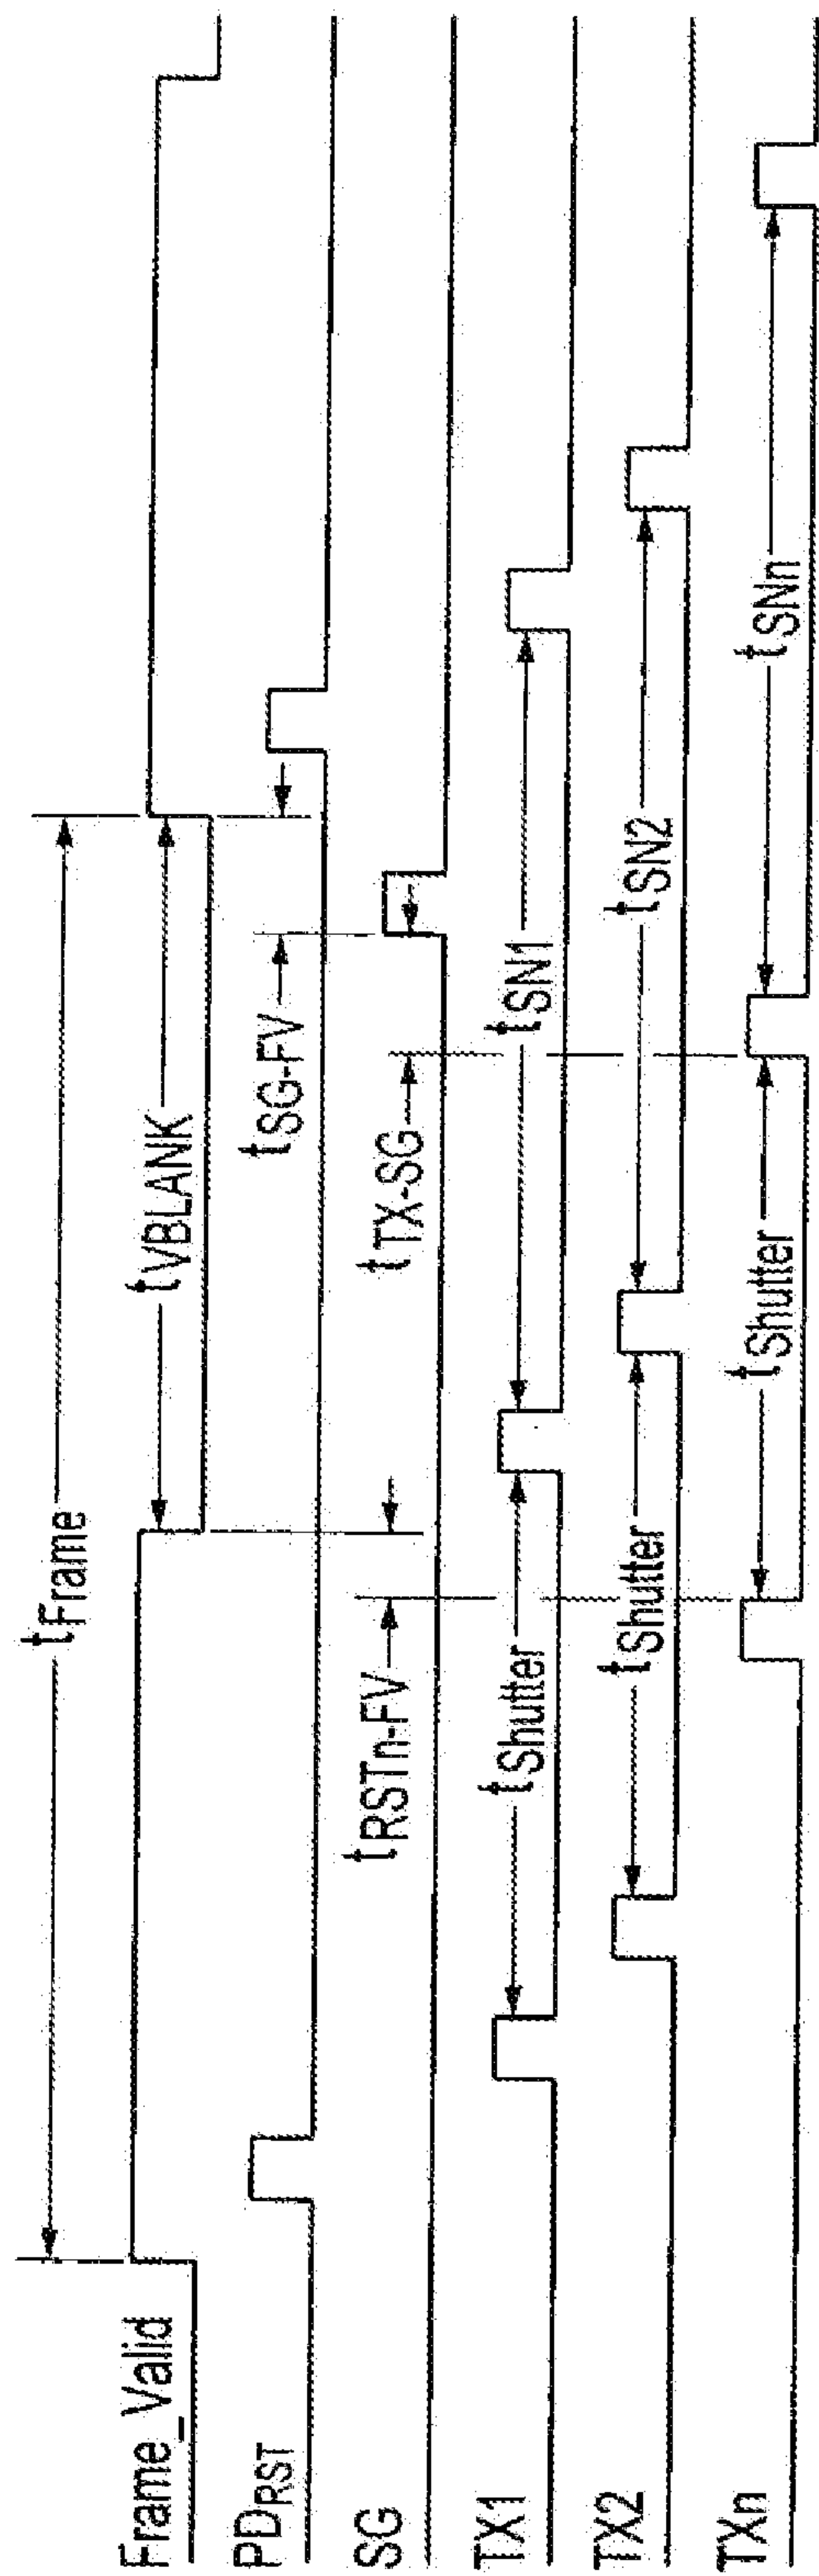 Frame_Valid
PDRST
SG
TX1
TX2
TXn
tFrame
tVBLANK
tSG-FV
tRSTn-FV
tTX-SG
tShutter
tSN1
tShutter
tSN2
tShutter
tSNn